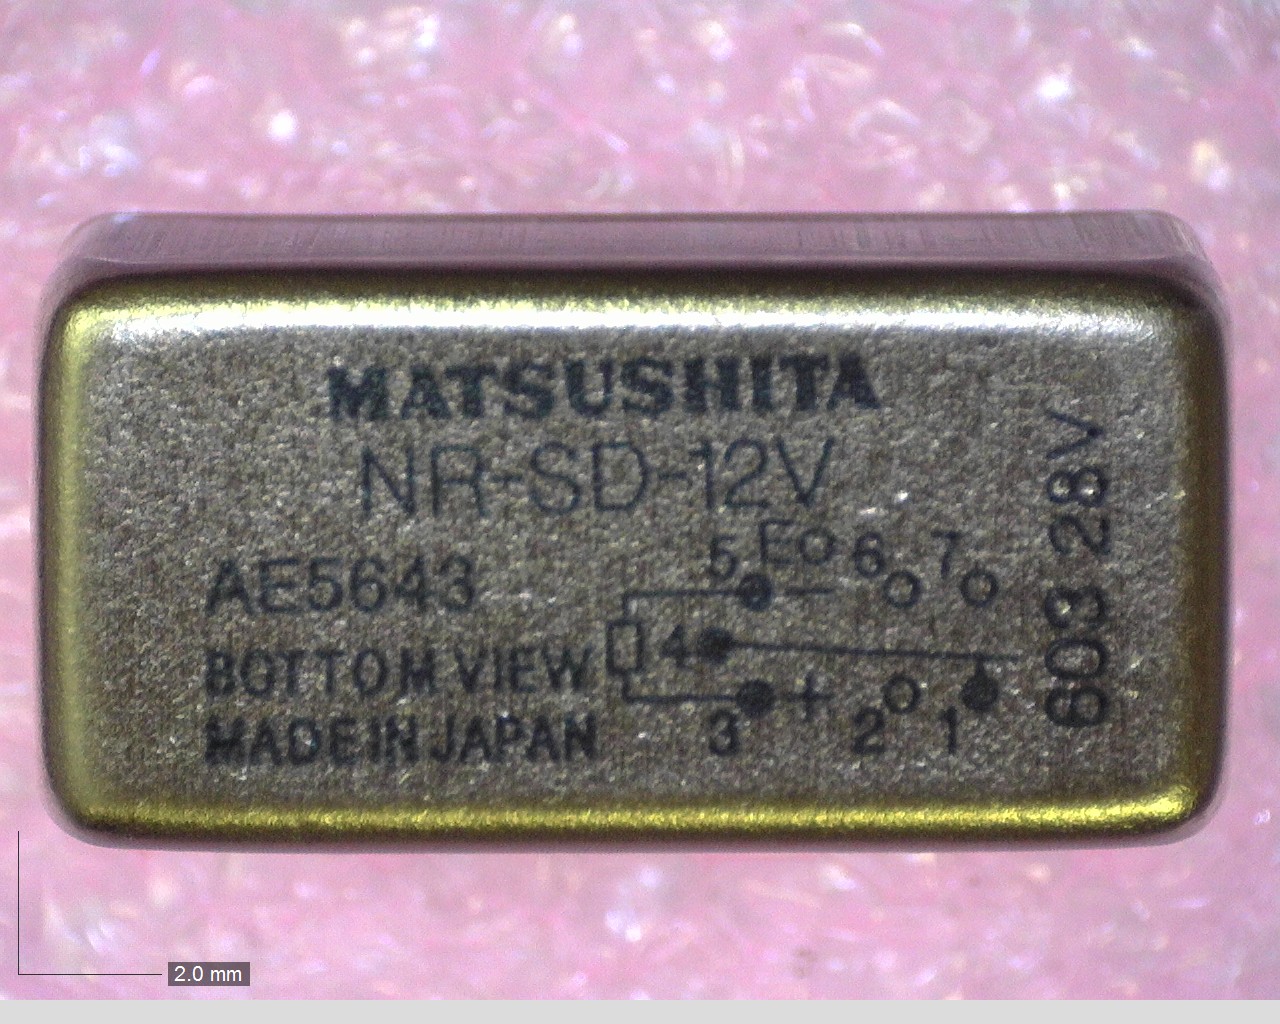 MATSUSHITA
NR-SD-12V
AE5643
BOTTOM VIEW
MADE IN JAPAN
5 E 6 7
4
3 + 2 1
603 28V
2.0 mm